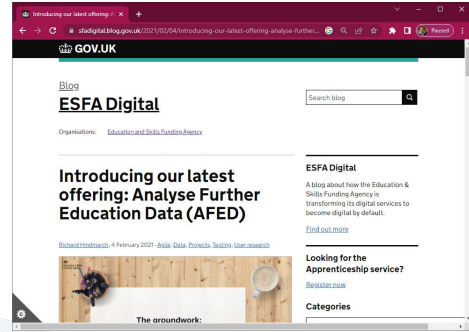 Introducing our latest offering: A
Paused
sfadigital.blog.gov.uk/2021/02/04/introducing-our-latest-offering-analyse-further...
GOV.UK
Blog
ESFA Digital
Search blog
Organisations: Education and Skills Funding Agency
Introducing our latest
offering: Analyse Further
Education Data (AFED)
Richard Hindmarch, 4 February 2021 - Agile, Data, Projects, Testing, User research
The groundwork:
ESFA Digital
A blog about how the Education &
Skills Funding Agency is
transforming its digital services to
become digital by default.
Find out more
Looking for the
Apprenticeship service?
Register now
Categories